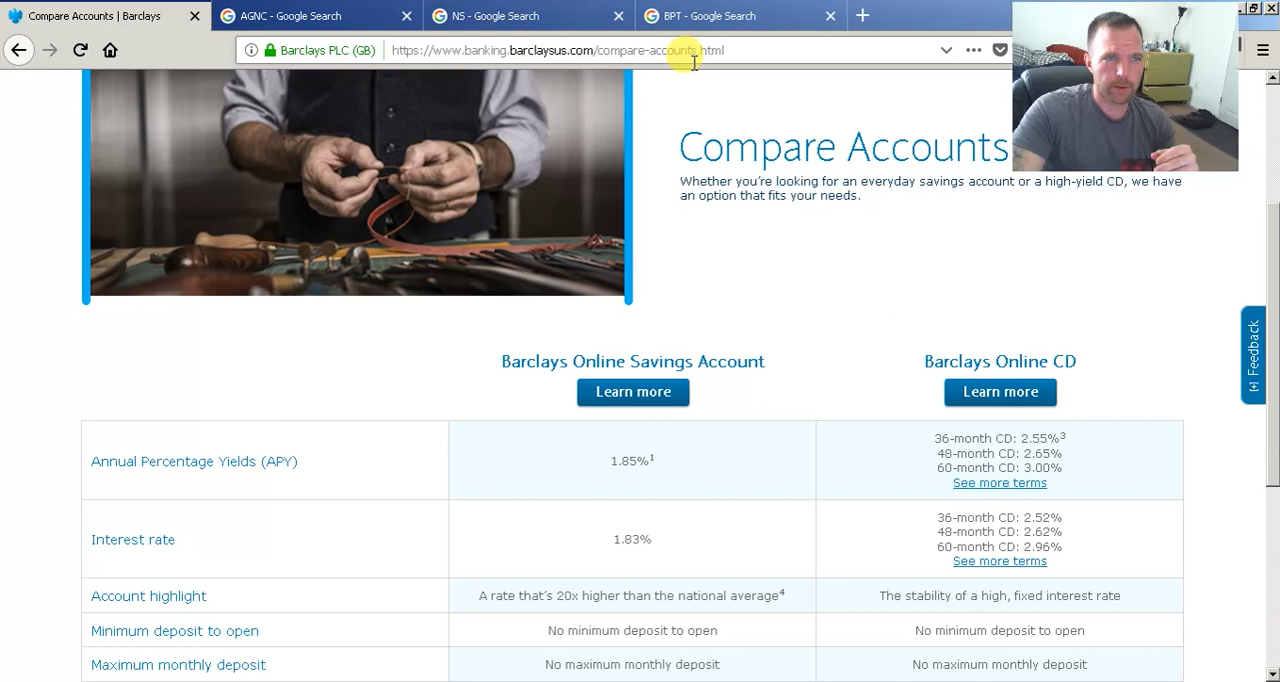 Compare Accounts | Barclays
AGNC - Google Search
NS - Google Search
BPT - Google Search
Barclays PLC (GB)
https://www.banking.barclaysus.com/compare-accounts.html
Compare Accounts
Whether you're looking for an everyday savings account or a high-yield CD, we have
an option that fits your needs.
[+] Feedback
Barclays Online Savings Account
Barclays Online CD
Learn more
Learn more
Annual Percentage Yields (APY)
1.85%1
36-month CD: 2.55%3
48-month CD: 2.65%
60-month CD: 3.00%
See more terms
Interest rate
1.83%
36-month CD: 2.52%
48-month CD: 2.62%
60-month CD: 2.96%
See more terms
Account highlight
A rate that's 20x higher than the national average4
The stability of a high, fixed interest rate
Minimum deposit to open
No minimum deposit to open
No minimum deposit to open
Maximum monthly deposit
No maximum monthly deposit
No maximum monthly deposit